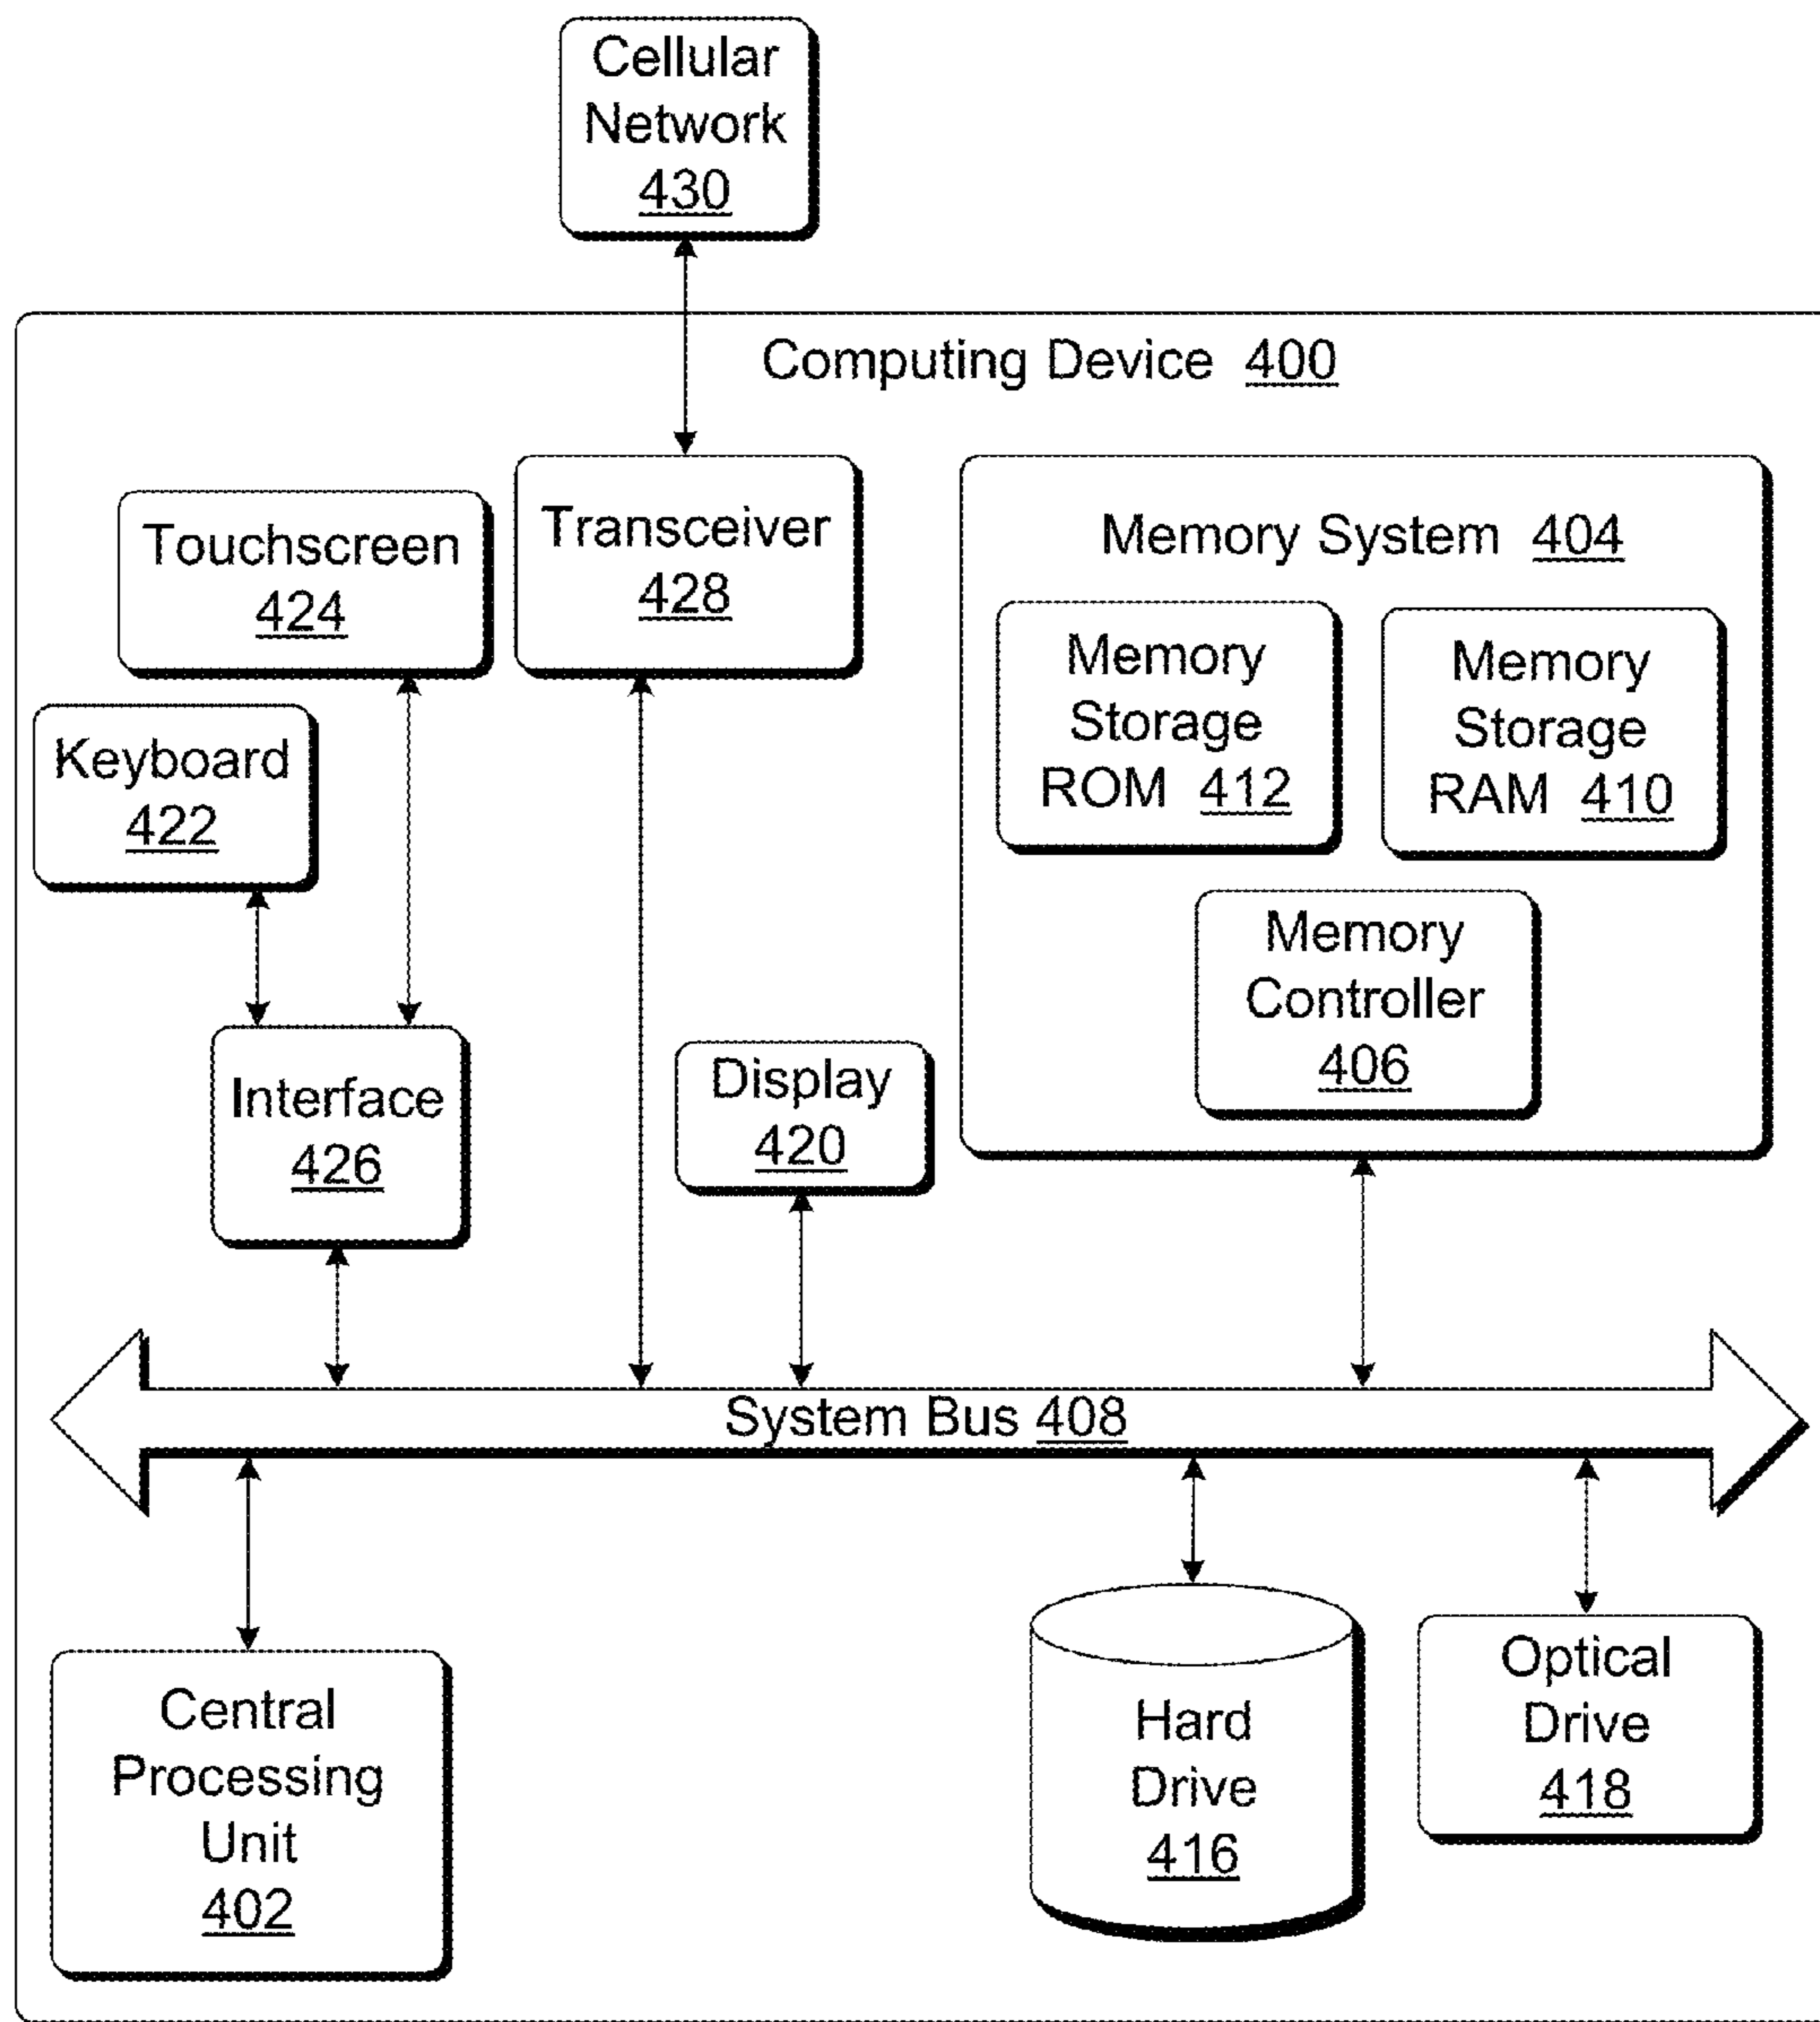 Cellular
Network
430
Computing Device 400
Touchscreen
424
Transceiver
428
Memory System 404
Memory
Storage
ROM 412
Memory
Storage
RAM 410
Keyboard
422
Memory
Controller
406
Interface
426
Display
420
System Bus 408
Central
Processing
Unit
402
Hard
Drive
416
Optical
Drive
418